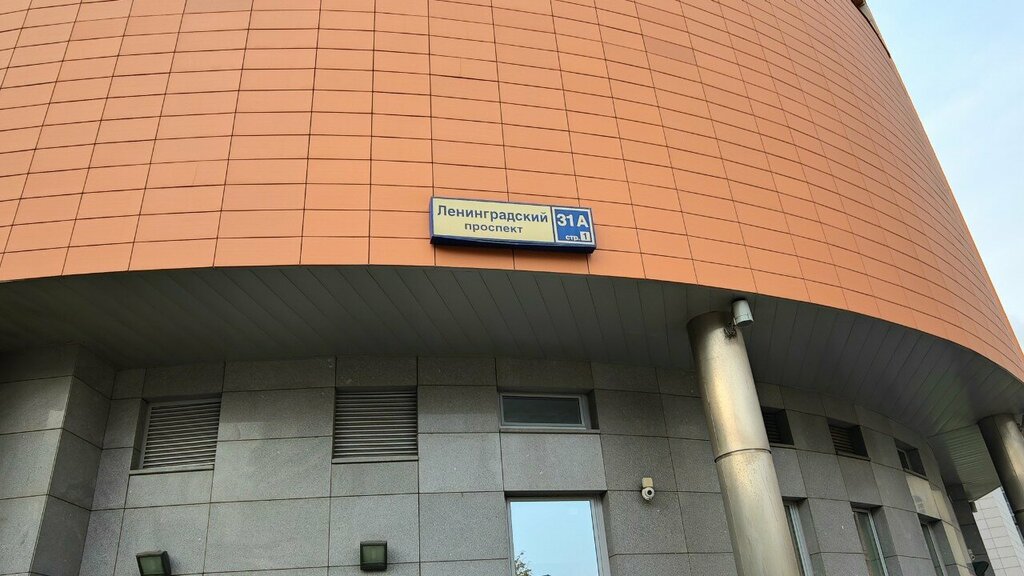 Ленинградский
проспект
31А
стр. 1